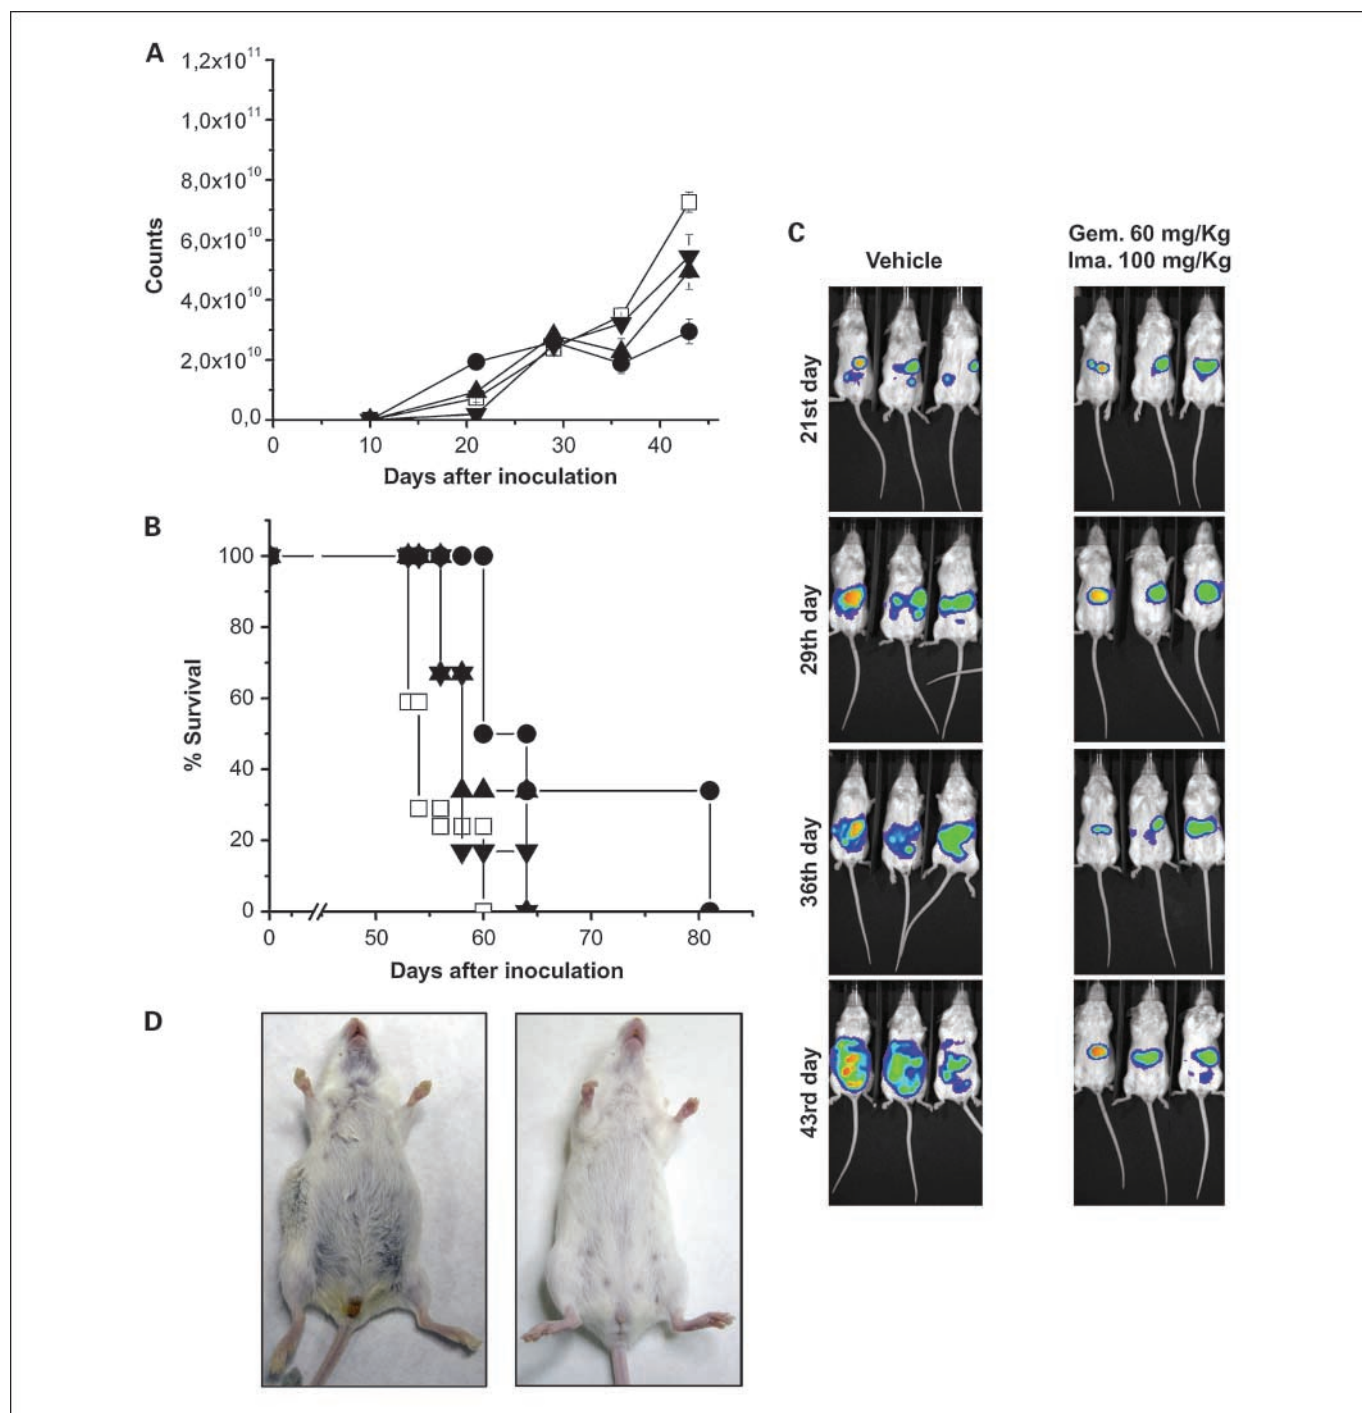 A
1,2x10¹¹
1,0x10¹¹
8,0x10¹⁰
6,0x10¹⁰
4,0x10¹⁰
2,0x10¹⁰
0,0
Counts
0 10 20 30 40
Days after inoculation
B
100
80
60
40
20
0
% Survival
0 50 60 70 80
Days after inoculation
C
Vehicle
Gem. 60 mg/Kg
Ima. 100 mg/Kg
21st day
29th day
36th day
43rd day
D